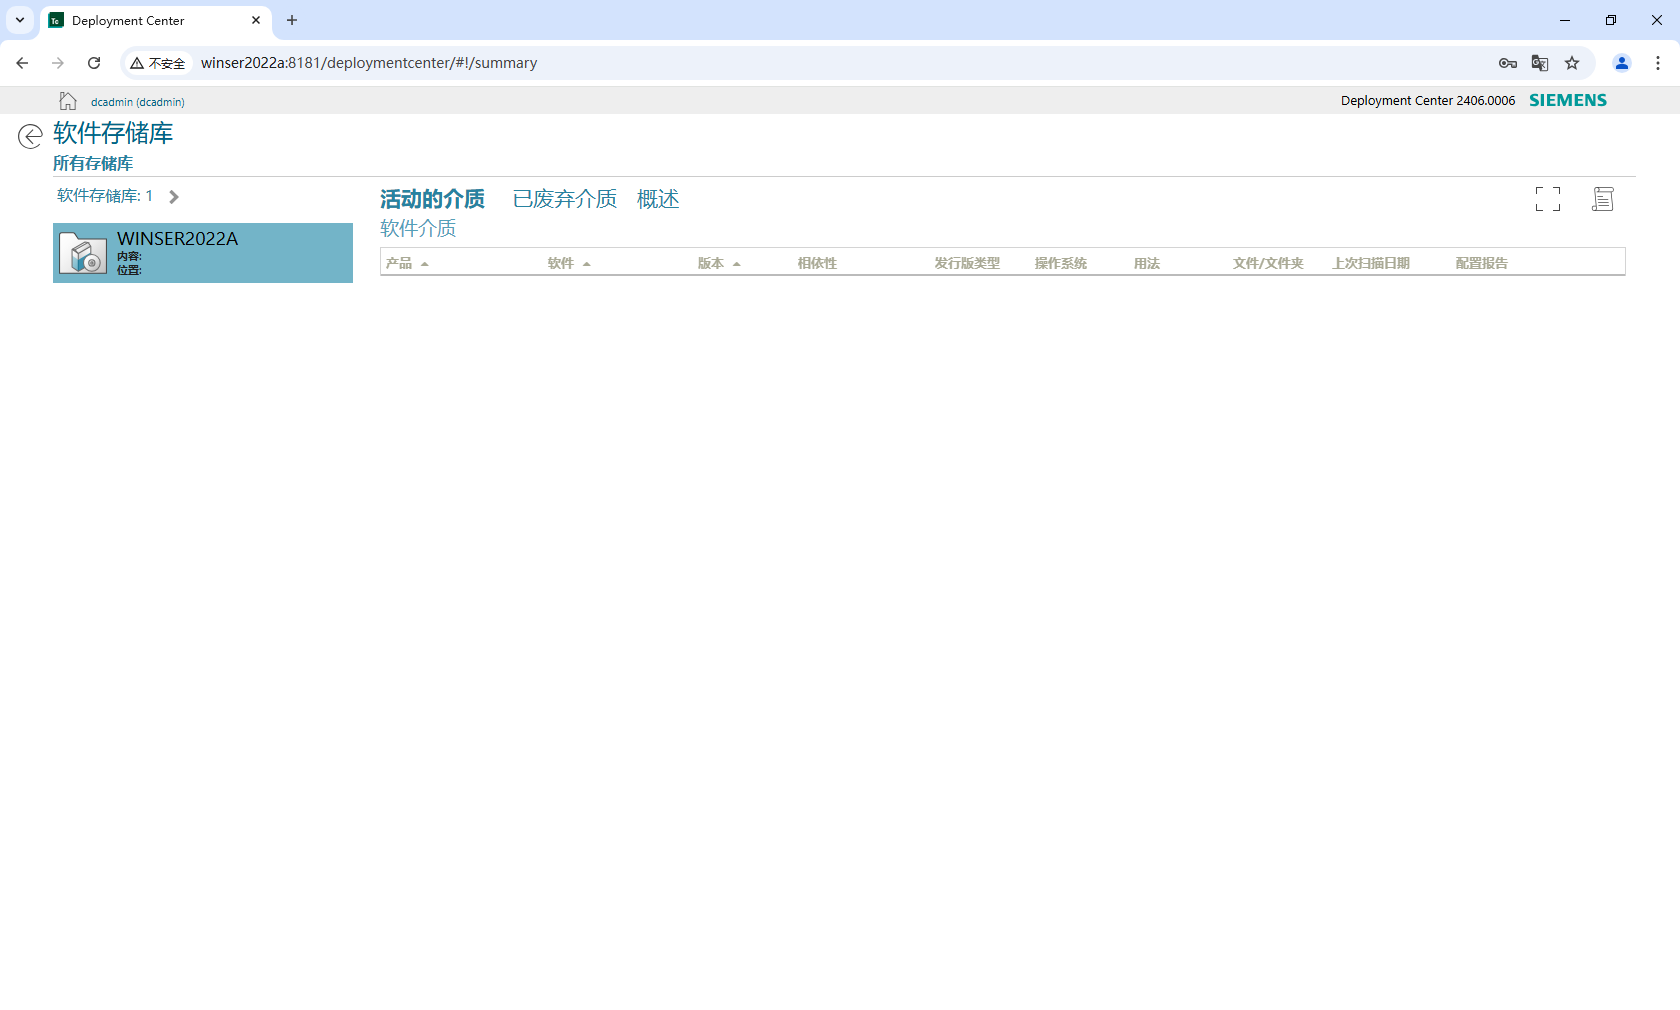 Deployment Center
不安全
winser2022a:8181/deploymentcenter/#!/summary
dcadmin (dcadmin)
Deployment Center 2406.0006
SIEMENS
软件存储库
所有存储库
软件存储库: 1
活动的介质 已废弃介质 概述
软件介质
WINSER2022A
内容:
位置:
产品 软件 版本 相依性 发行版类型 操作系统 用法 文件/文件夹 上次扫描日期 配置报告